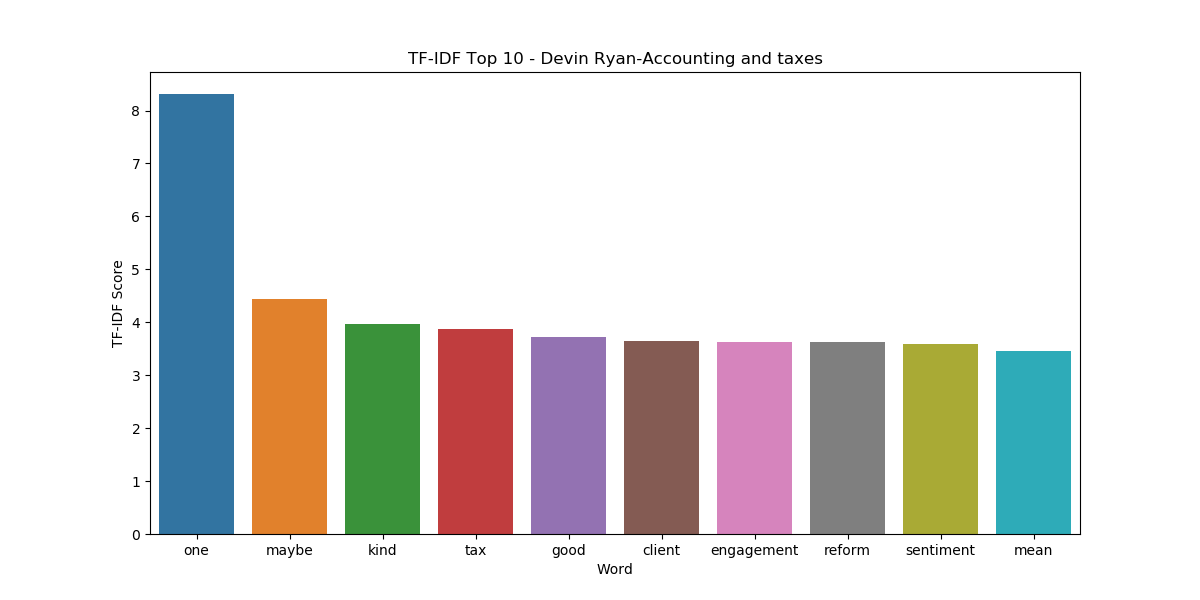 TF-IDF Top 10 - Devin Ryan-Accounting and taxes
TF-IDF Score
8
7
6
5
4
3
2
1
0
one maybe kind tax good client engagement reform sentiment mean
Word